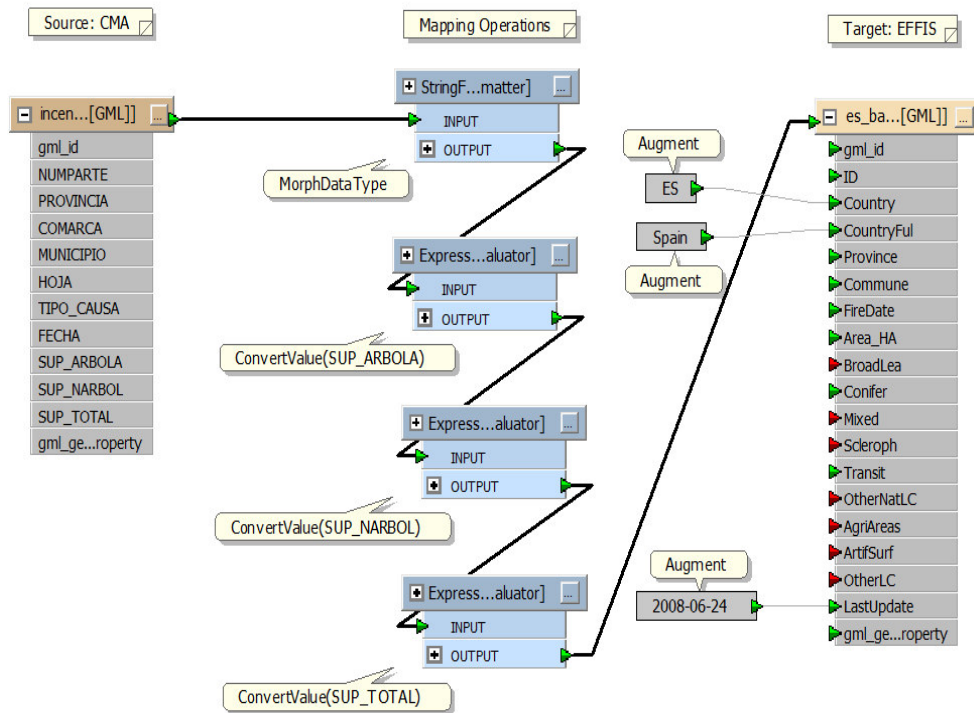 Source: CMA
Mapping Operations
Target: EFFIS
incen...[GML]]
...
gml_id
NUMPARTE
PROVINCIA
COMARCA
MUNICIPIO
HOJA
TIPO_CAUSA
FECHA
SUP_ARBOLA
SUP_NARBOL
SUP_TOTAL
gml_ge...roperty
StringF...matter]
...
INPUT
OUTPUT
MorphDataType
Express...aluator]
...
INPUT
OUTPUT
ConvertValue(SUP_ARBOLA)
Express...aluator]
...
INPUT
OUTPUT
ConvertValue(SUP_NARBOL)
Express...aluator]
...
INPUT
OUTPUT
ConvertValue(SUP_TOTAL)
Augment
ES
Spain
Augment
Augment
2008-06-24
es_ba...[GML]]
...
gml_id
ID
Country
CountryFul
Province
Commune
FireDate
Area_HA
BroadLea
Conifer
Mixed
Scleroph
Transit
OtherNatLC
AgriAreas
ArtifSurf
OtherLC
LastUpdate
gml_ge...roperty